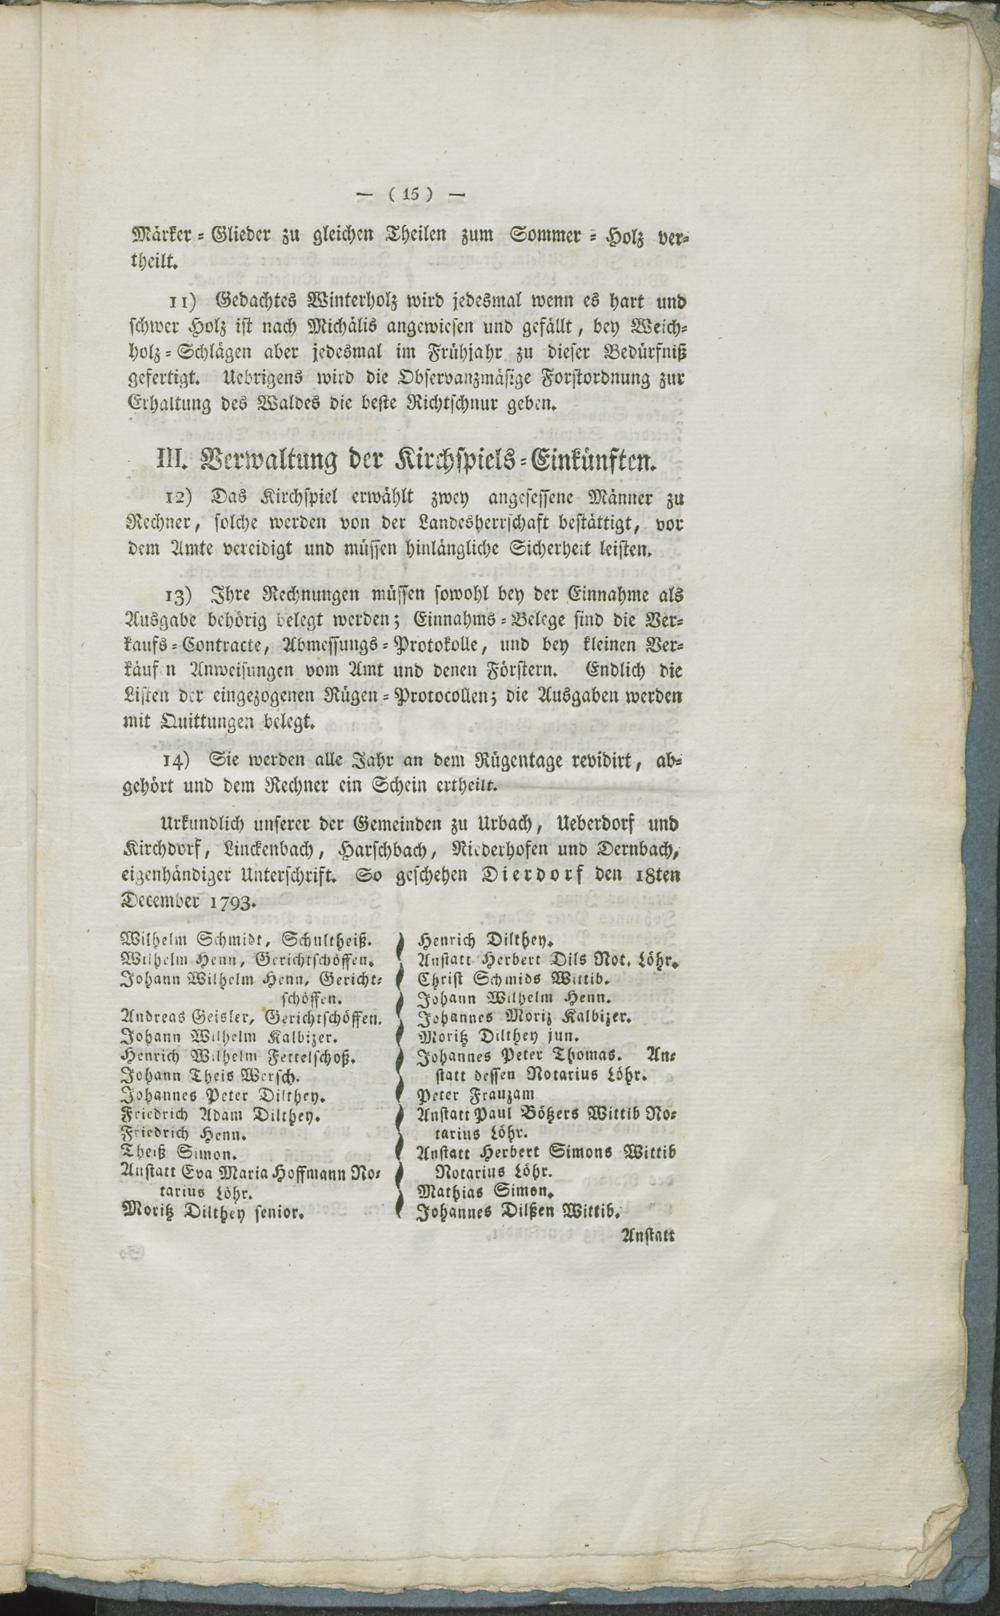 — ( 15 ) —
Märker = Glieder zu gleichen Theilen zum Sommer = Holz ver=
theilt.
11) Gedachtes Winterholz wird jedesmal wenn es hart und
schwer Holz ist nach Michälis angewiesen und gefällt, bey Weich=
holz = Schlägen aber jedesmal im Frühjahr zu dieser Bedürfniß
gefertigt. Uebrigens wird die Observanzmäsige Forstordnung zur
Erhaltung des Waldes die beste Richtschnur geben.
III. Verwaltung der Kirchspiels=Einkünften.
12) Das Kirchspiel erwählt zwey angesessene Männer zu
Rechner, solche werden von der Landesherrschaft bestättigt, vor
dem Amte vereidigt und müssen hinlängliche Sicherheit leisten.
13) Ihre Rechnungen müssen sowohl bey der Einnahme als
Ausgabe behörig belegt werden; Einnahms = Belege sind die Ver=
kaufs = Contracte, Abmessungs = Protokolle, und bey kleinen Ver=
käuf n Anweisungen vom Amt und denen Förstern. Endlich die
Listen der eingezogenen Rügen = Protocollen; die Ausgaben werden
mit Quittungen belegt.
14) Sie werden alle Jahr an dem Rügentage revidirt, ab=
gehört und dem Rechner ein Schein ertheilt.
Urkundlich unserer der Gemeinden zu Urbach, Ueberdorf und
Kirchdorf, Linckenbach, Harschbach, Niederhofen und Dernbach,
eigenhändiger Unterschrift. So geschehen Dierdorf den 18ten
December 1793.
Wilhelm Schmidt, Schultheiß.
Wilhelm Henn, Gerichtschöffen.
Johann Wilhelm Henn, Gericht=
schöffen.
Andreas Geisler, Gerichtschöffen.
Johann Wilhelm Kalbizer.
Henrich Wilhelm Fettelschoß.
Johann Theis Wersch.
Johannes Peter Dilthey.
Friedrich Adam Dilthey.
Friedrich Henn.
Theiß Simon.
Anstatt Eva Maria Hoffmann No=
tarius Löhr.
Moritz Dilthey senior.
Henrich Dilthey.
Anstatt Herbert Dils Not. Löhr.
Christ Schmids Wittib.
Johann Wilhelm Henn.
Johannes Moriz Kalbizer.
Moritz Dilthey jun.
Johannes Peter Thomas. An=
statt dessen Notarius Löhr.
Peter Franzam
Anstatt Paul Bötzers Wittib No=
tarius Löhr.
Anstatt Herbert Simons Wittib
Notarius Löhr.
Mathias Simon.
Johannes Dilßen Wittib.
Anstatt